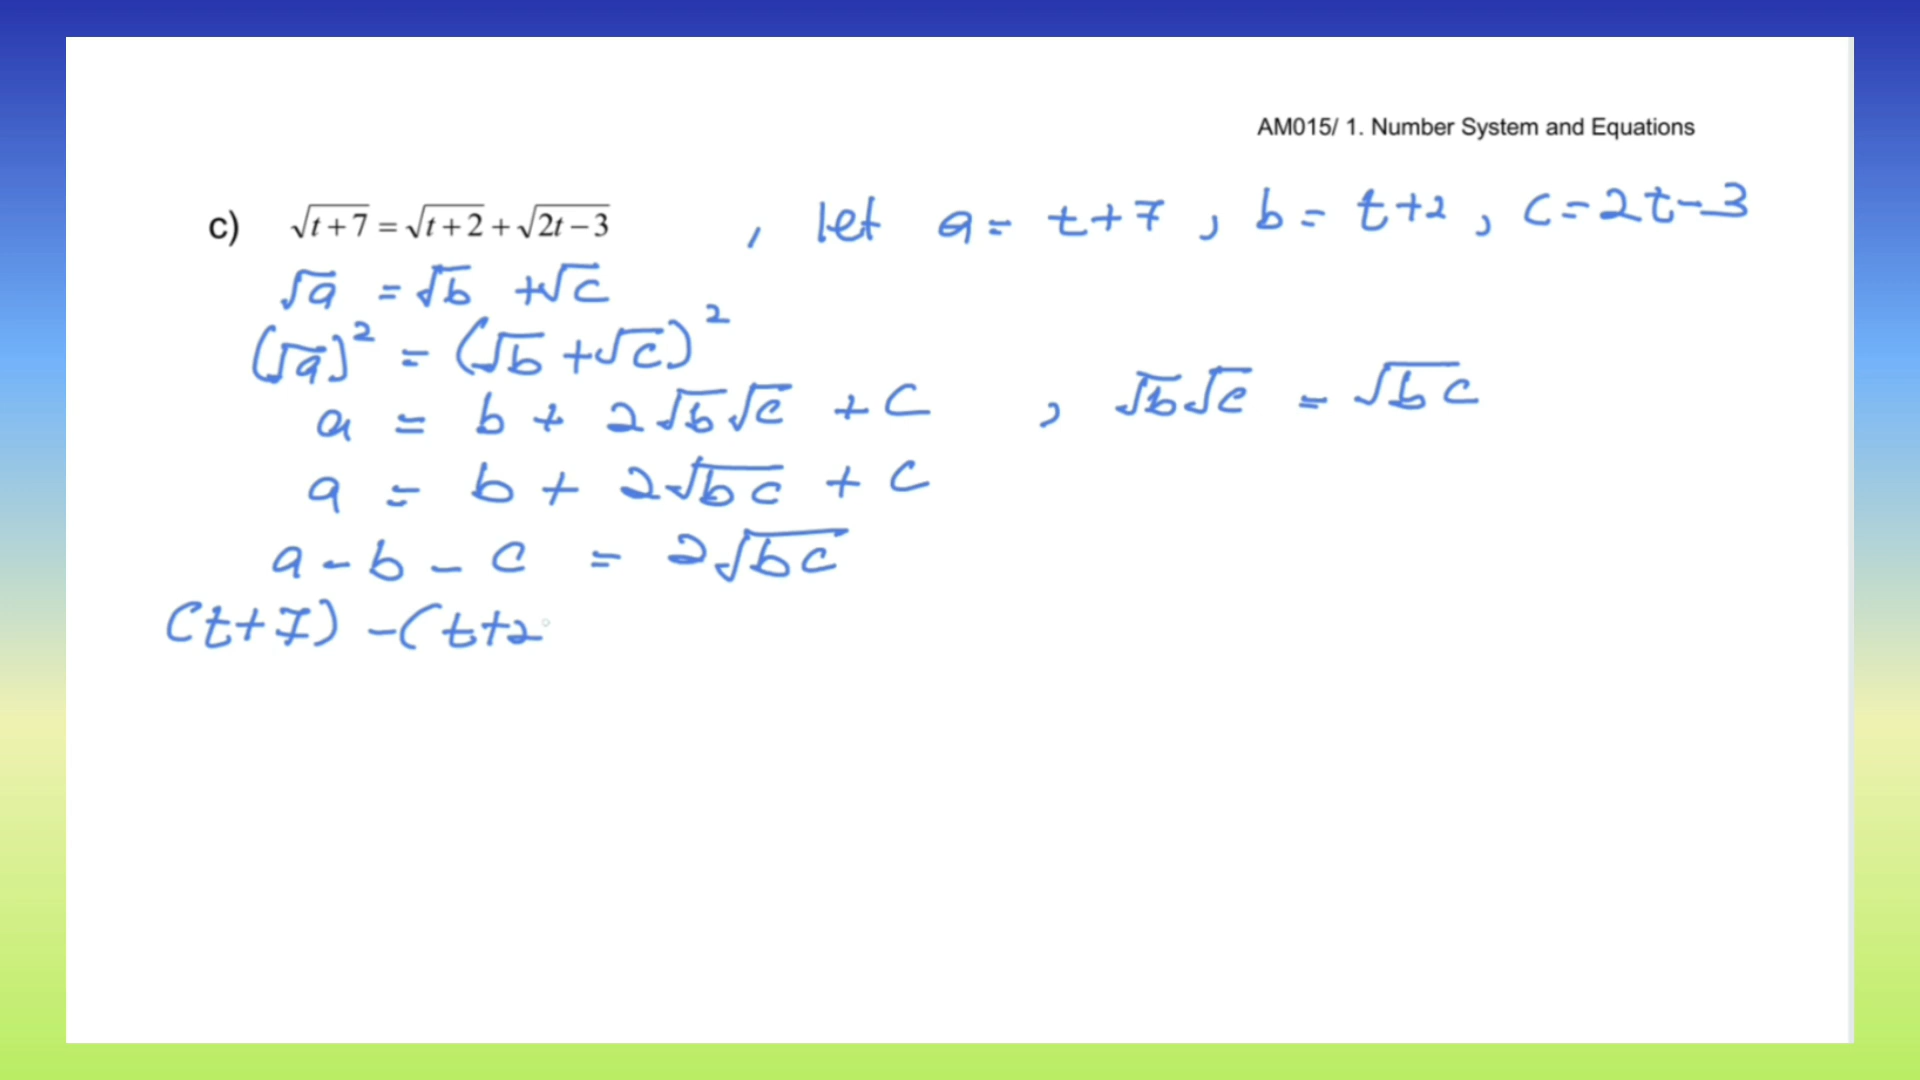 AM015/ 1. Number System and Equations
c) √(t+7) = √(t+2) + √(2t−3) , let a = t+7 , b = t+2 , c = 2t−3
√a = √b + √c
(√a)² = (√b + √c)²
a = b + 2√b√c + c , √b√c = √bc
a = b + 2√bc + c
a − b − c = 2√bc
(t+7) − (t+2